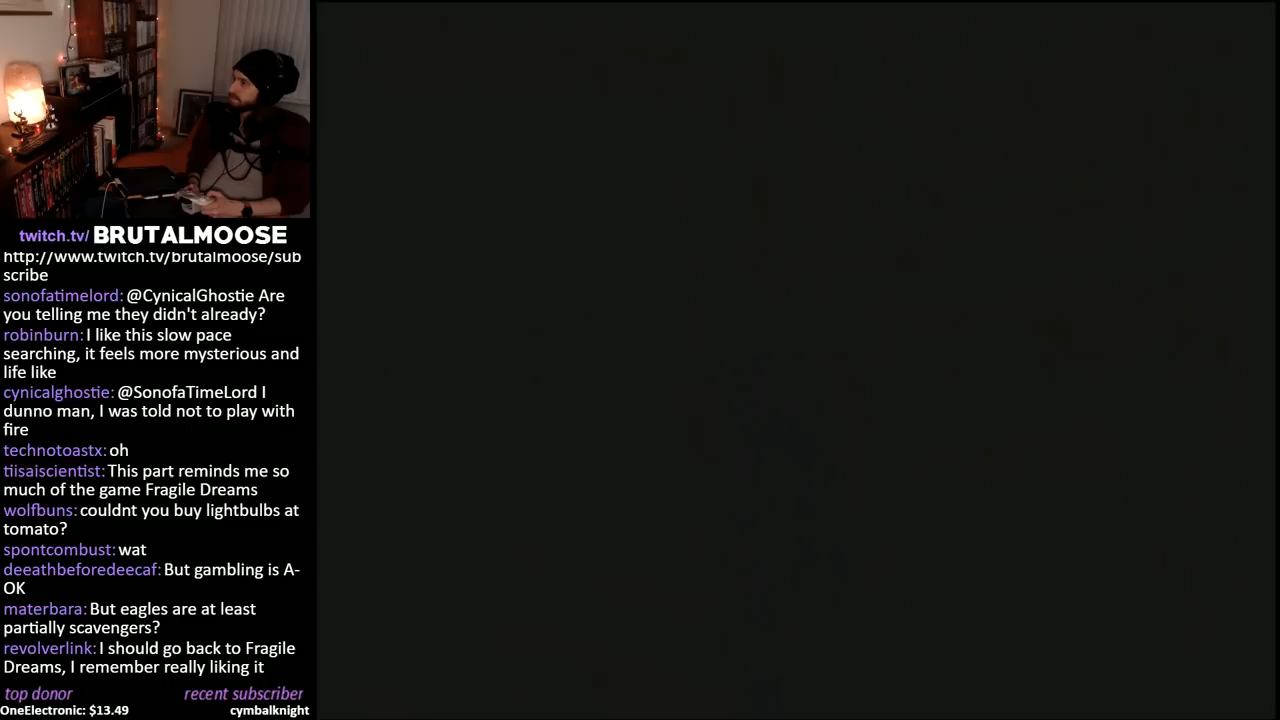 twitch.tv/ BRUTALMOOSE
http://www.twitch.tv/brutalmoose/sub
scribe
sonofatimelord: @CynicalGhostie Are
you telling me they didn't already?
robinburn: I like this slow pace
searching, it feels more mysterious and
life like
cynicalghostie: @SonofaTimeLord I
dunno man, I was told not to play with
fire
technotoastx: oh
tiisaiscientist: This part reminds me so
much of the game Fragile Dreams
wolfbuns: couldnt you buy lightbulbs at
tomato?
spontcombust: wat
deeathbeforedeecaf: But gambling is A-
OK
materbara: But eagles are at least
partially scavengers?
revolverlink: I should go back to Fragile
Dreams, I remember really liking it
top donor recent subscriber
OneElectronic: $13.49 cymbalknight